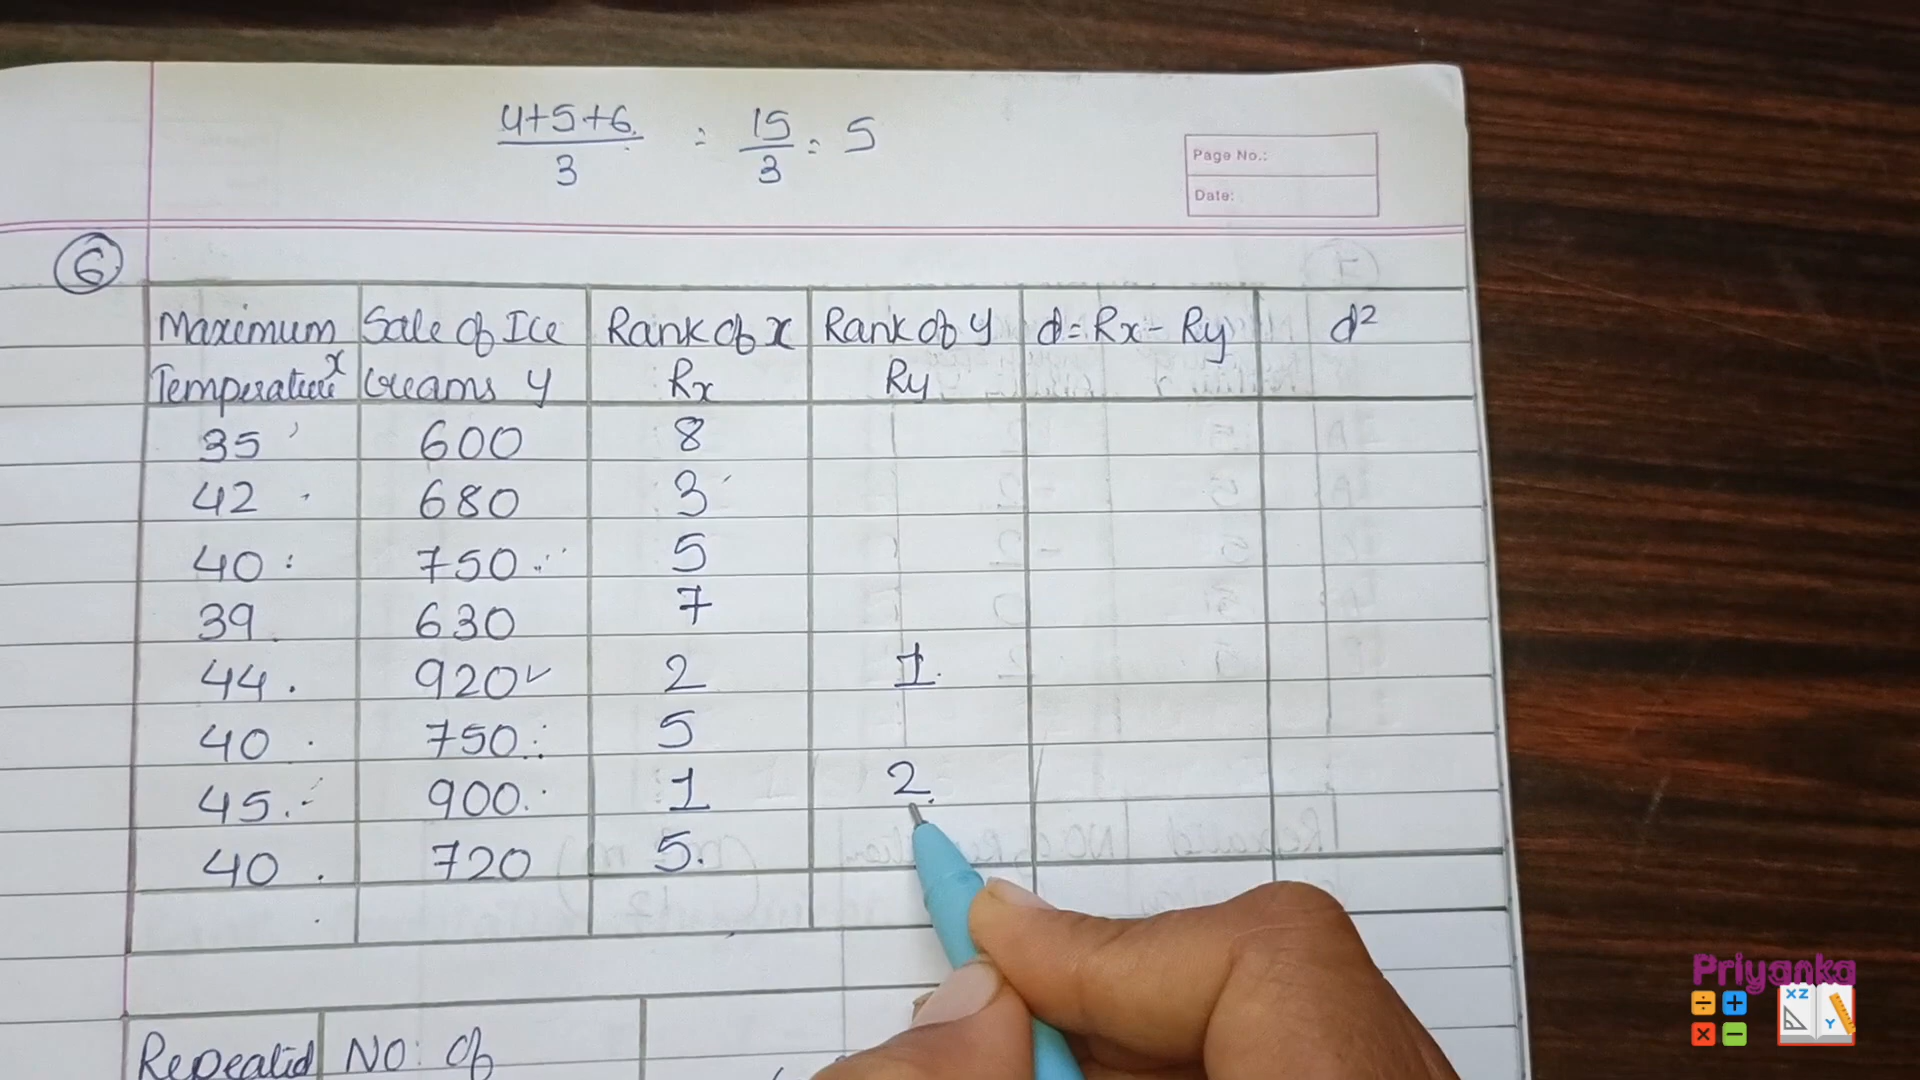 4+5+6 = 15 = 5
3 3
Page No.:
Date:
6
Maximum Temperature x Sale of Ice Creams y Rank of x Rx Rank of y Ry d=Rx-Ry d²
35 600 8
42 680 3
40 750 5
39 630 7
44 920 2 1
40 750 5
45 900 1 2
40 720 5
Repeatid NO: Of
Priyanka
XZ
Y